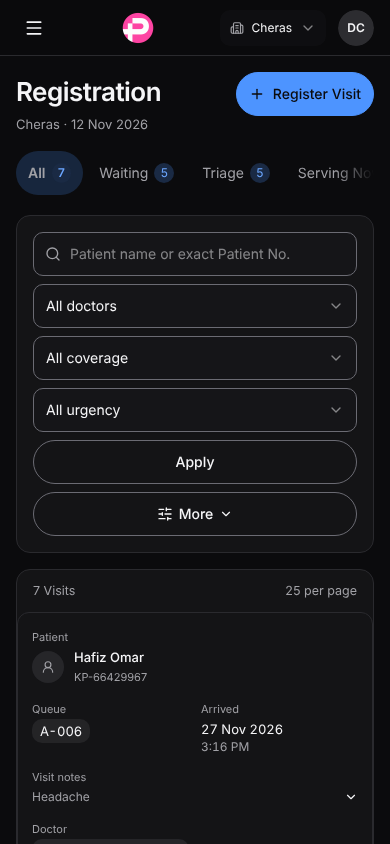 Cheras
DC
Registration
Register Visit
Cheras · 12 Nov 2026
All 7
Waiting 5
Triage 5
Serving No
Patient name or exact Patient No.
All doctors
All coverage
All urgency
Apply
More
7 Visits
25 per page
Patient
Hafiz Omar
KP-66429967
Queue
Arrived
A-006
27 Nov 2026
3:16 PM
Visit notes
Headache
Doctor